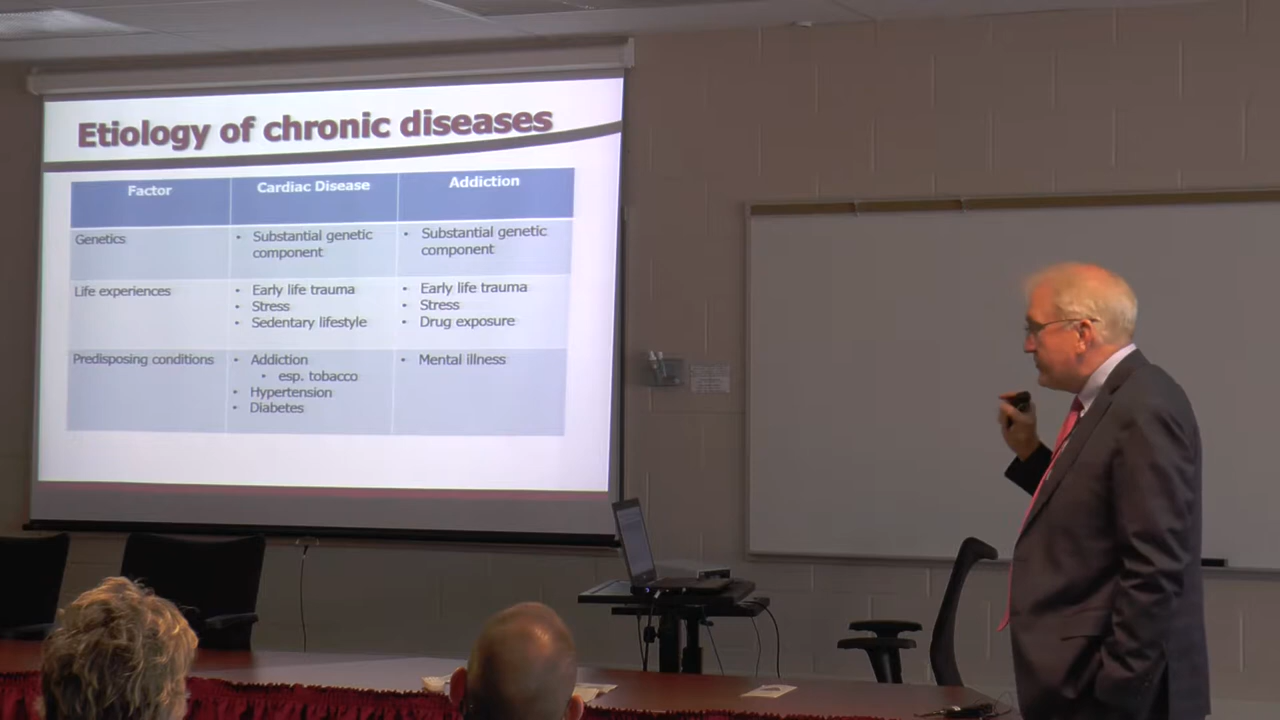 Etiology of chronic diseases
Factor
Cardiac Disease
Addiction
Genetics
• Substantial genetic
component
• Substantial genetic
component
Life experiences
• Early life trauma
• Stress
• Sedentary lifestyle
• Early life trauma
• Stress
• Drug exposure
Predisposing conditions
• Addiction
• esp. tobacco
• Hypertension
• Diabetes
• Mental illness